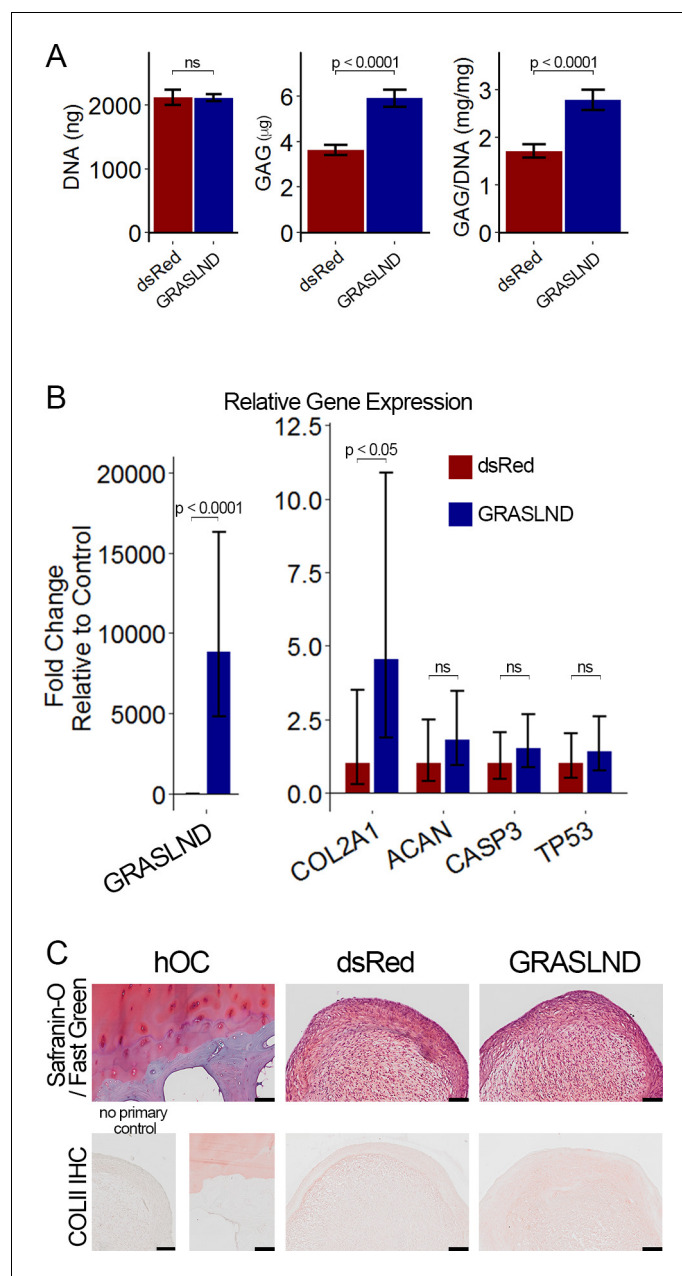 A
ns
2000
1000
0
DNA (ng)
dsRed
GRASLND
p < 0.0001
6
4
2
0
GAG (µg)
dsRed
GRASLND
p < 0.0001
3
2
1
0
GAG/DNA (mg/mg)
dsRed
GRASLND
B
Relative Gene Expression
Fold Change
Relative to Control
20000
15000
10000
5000
0
p < 0.0001
GRASLND
12.5
10.0
7.5
5.0
2.5
0.0
p < 0.05
ns
ns
ns
dsRed
GRASLND
COL2A1
ACAN
CASP3
TP53
C
hOC
dsRed
GRASLND
Safranin-O
/ Fast Green
no primary
control
COLII IHC